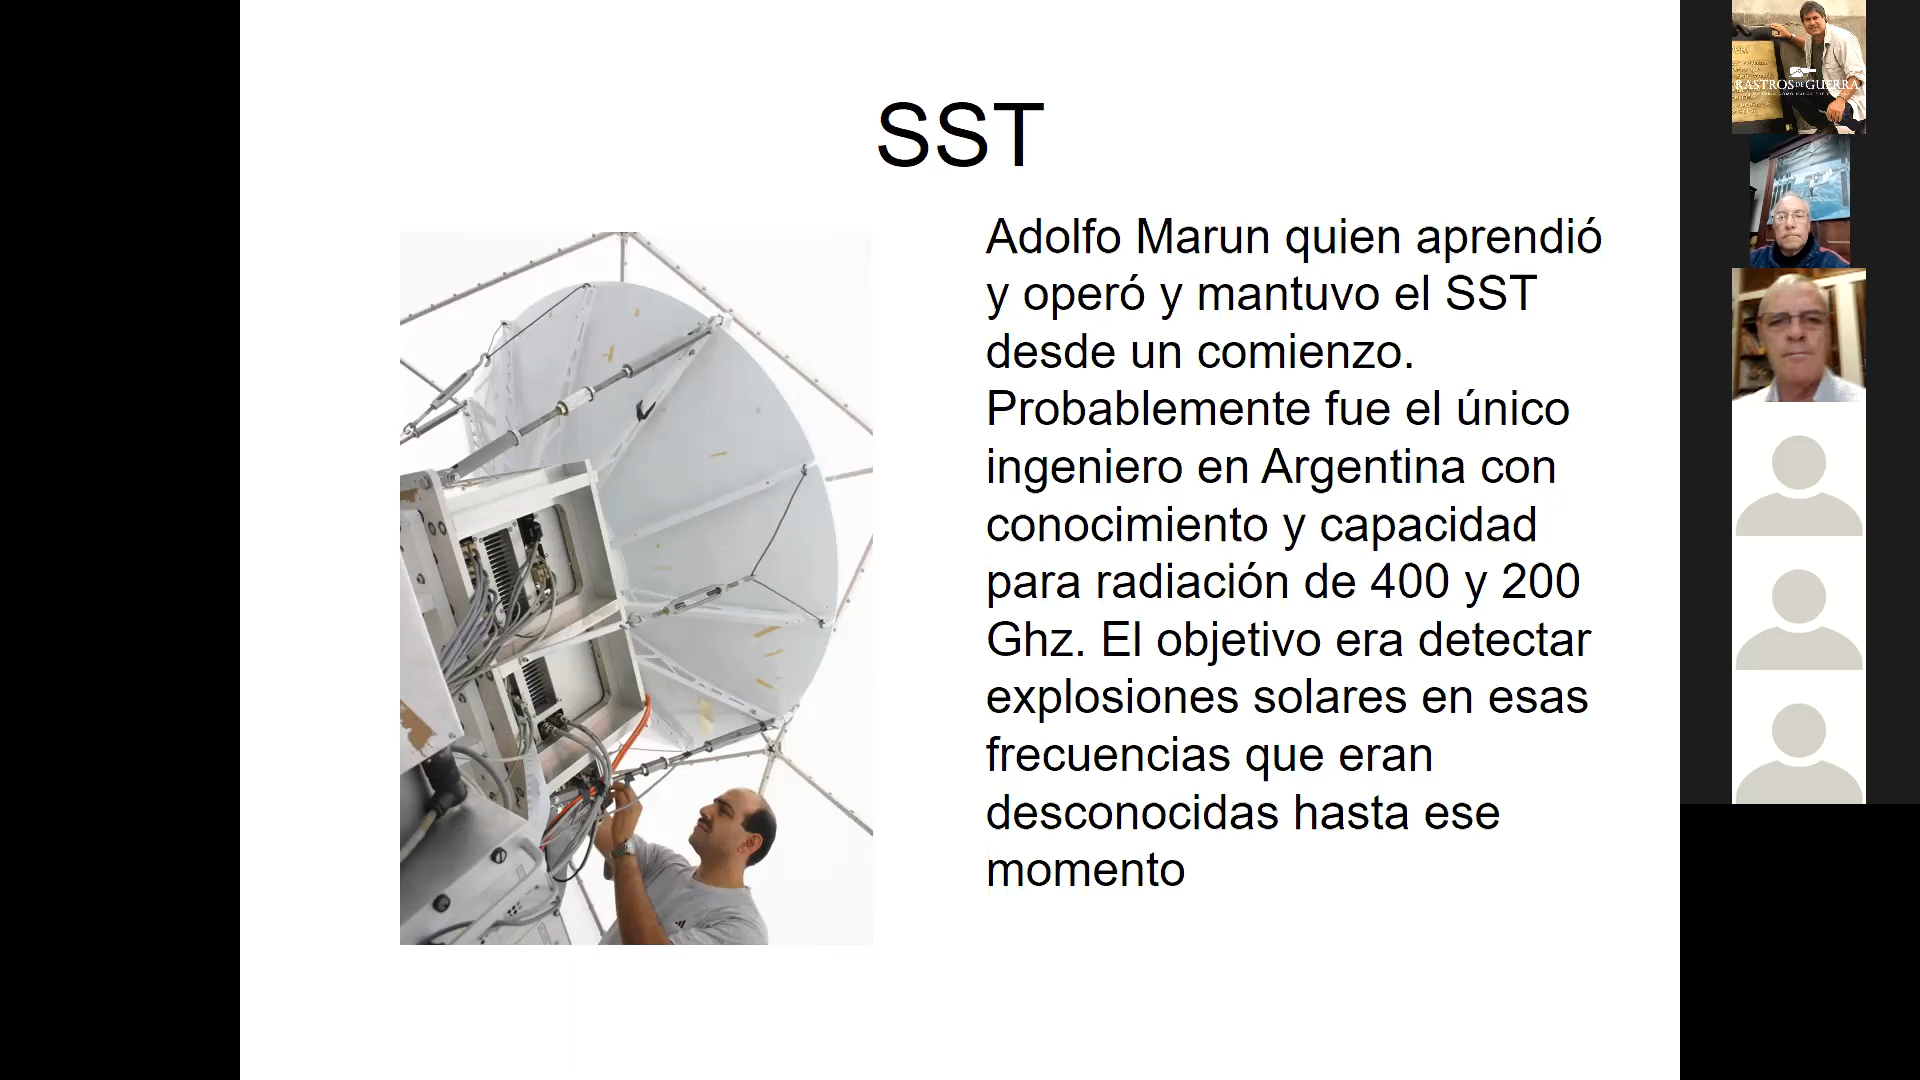 SST
Adolfo Marun quien aprendió
y operó y mantuvo el SST
desde un comienzo.
Probablemente fue el único
ingeniero en Argentina con
conocimiento y capacidad
para radiación de 400 y 200
Ghz. El objetivo era detectar
explosiones solares en esas
frecuencias que eran
desconocidas hasta ese
momento
RASTROS DE GUERRA